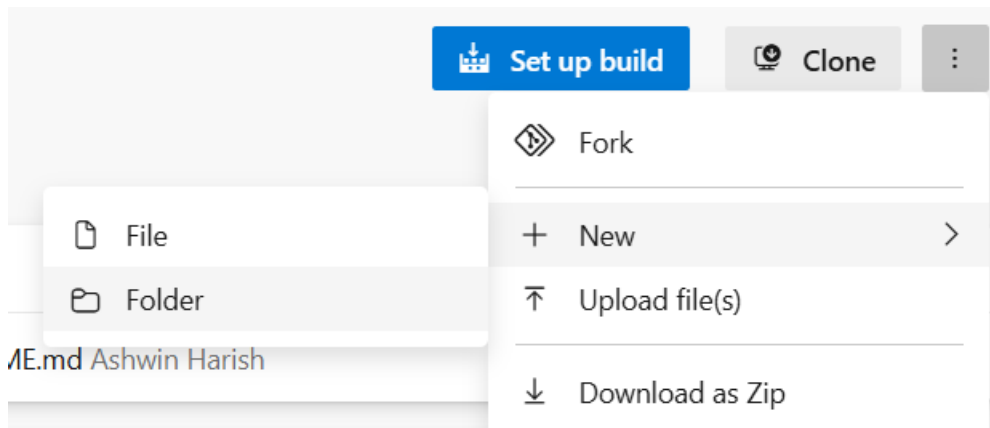 Set up build Clone
Fork
File
Folder
New
Upload file(s)
ME.md Ashwin Harish
Download as Zip